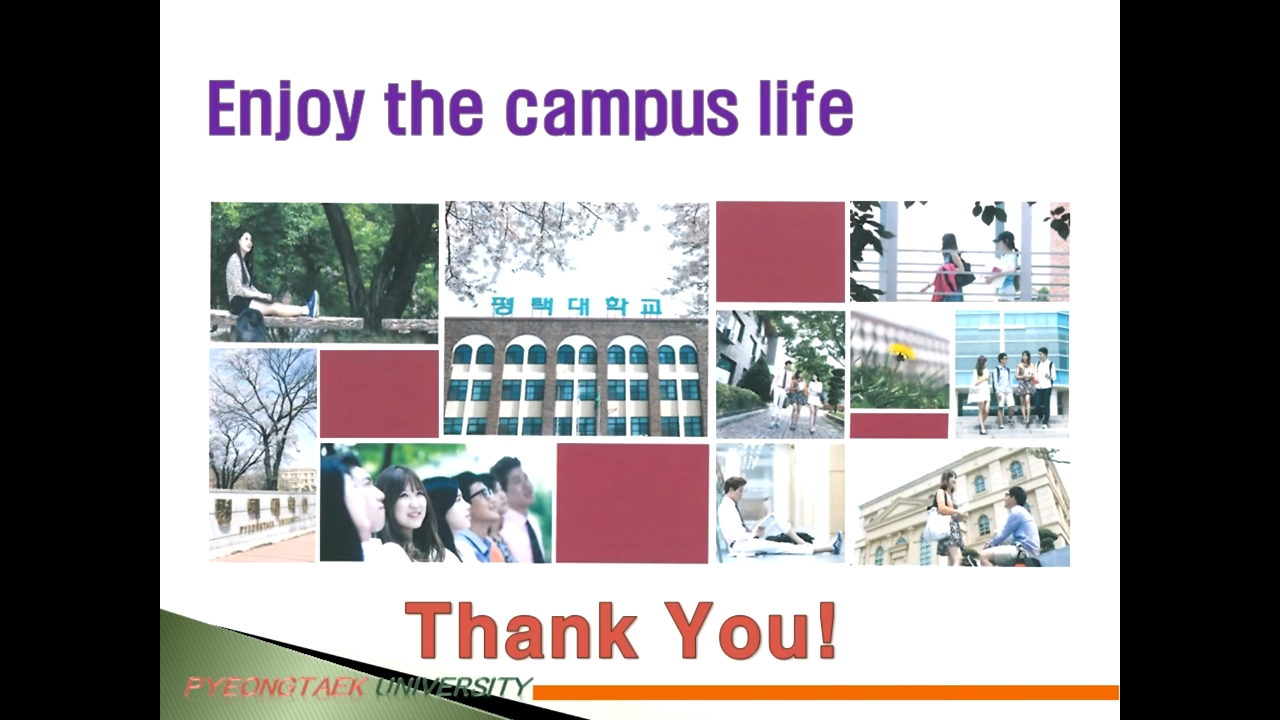 Enjoy the campus life
평택대학교
Thank You!
PYEONGTAEK UNIVERSITY